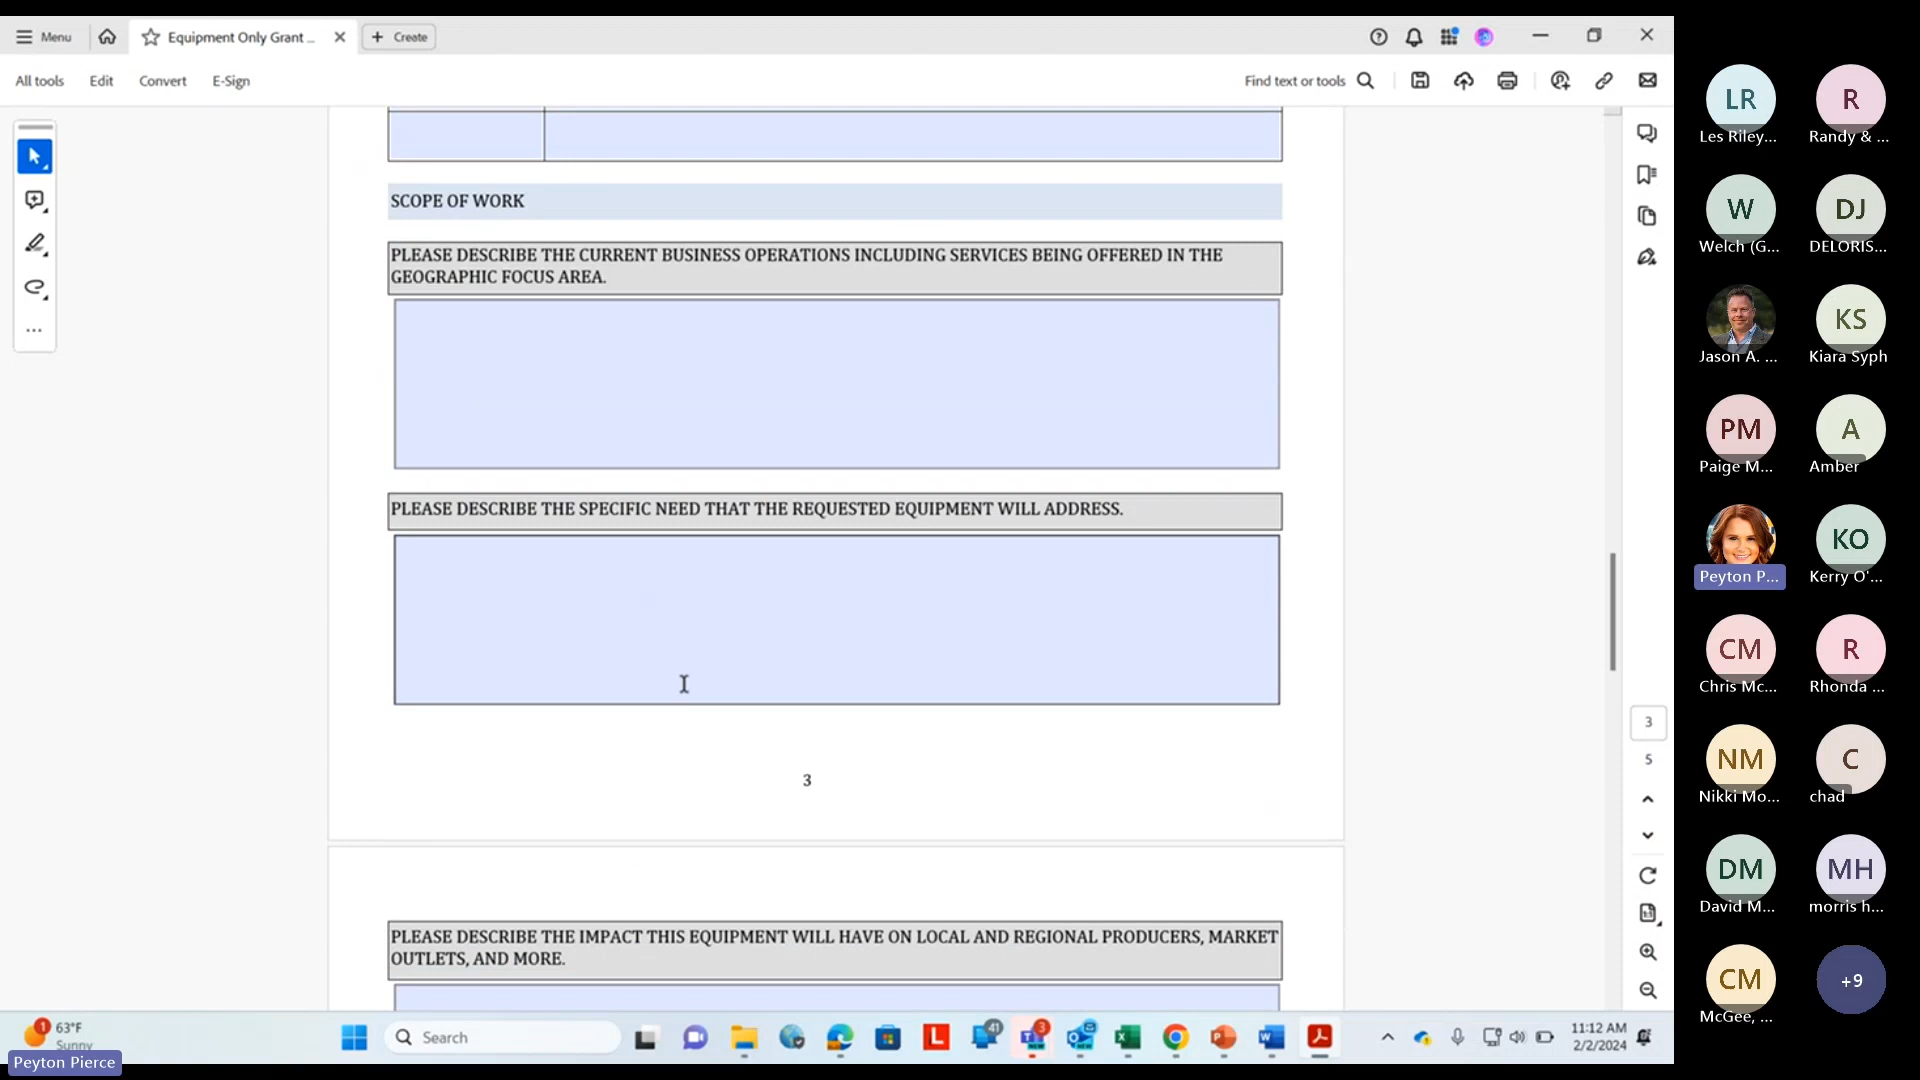 Menu
Equipment Only Grant ...
Create
All tools
Edit
Convert
E-Sign
Find text or tools
SCOPE OF WORK
PLEASE DESCRIBE THE CURRENT BUSINESS OPERATIONS INCLUDING SERVICES BEING OFFERED IN THE
GEOGRAPHIC FOCUS AREA.
PLEASE DESCRIBE THE SPECIFIC NEED THAT THE REQUESTED EQUIPMENT WILL ADDRESS.
3
PLEASE DESCRIBE THE IMPACT THIS EQUIPMENT WILL HAVE ON LOCAL AND REGIONAL PRODUCERS, MARKET
OUTLETS, AND MORE.
3
5
LR
Les Riley...
R
Randy & ...
W
Welch (G...
DJ
DELORIS...
Jason A. ...
KS
Kiara Syph
PM
Paige M...
A
Amber
Peyton P...
KO
Kerry O'...
CM
Chris Mc...
R
Rhonda ...
NM
Nikki Mo...
C
chad
DM
David M...
MH
morris h...
CM
McGee, ...
+9
1
63°F
Sunny
Search
L
41
3
NEW
NEW
11:12 AM
2/2/2024
Peyton Pierce